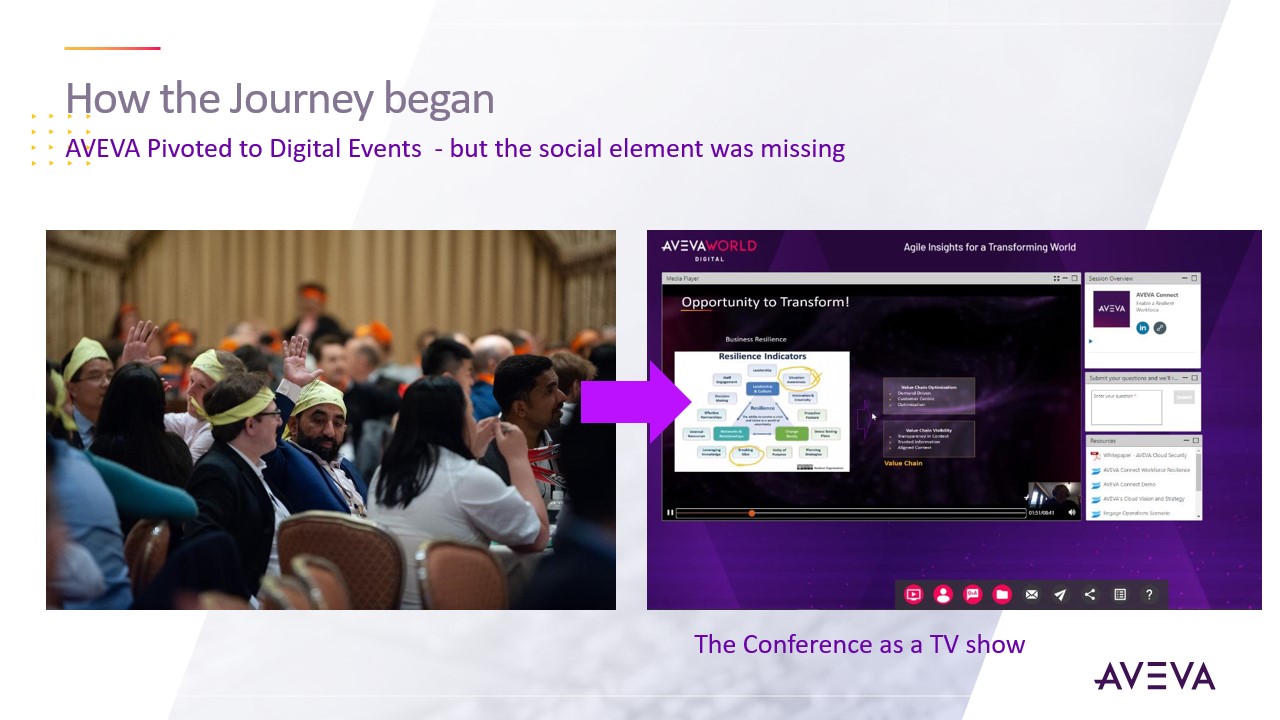 How the Journey began
AVEVA Pivoted to Digital Events - but the social element was missing
AVEVAWORLD
DIGITAL
Agile Insights for a Transforming World
Media Player
Opportunity to Transform!
Business Resilience
Resilience Indicators
Leadership
Staff Engagement
Situation Awareness
Leadership & Culture
Decision Making
Innovation & Creativity
Resilience
Effective Partnerships
Proactive Posture
Internal Resources
Networks & Relationships
Change Ready
Stress Testing Plans
Leveraging Knowledge
Breaking Silos
Unity of Purpose
Planning Strategies
Value Chain Optimisation
Demand Driven
Customer Centric
Optimisation
Value Chain Visibility
Transparency in Context
Trusted Information
Aligned Context
Value Chain
01:51/08:41
Session Overview
AVEVA
AVEVA Connect
Enable a Resilient
Workforce
in
Submit your questions and we'll r...
Enter your question *
Submit
Resources
Whitepaper - AVEVA Cloud Security
AVEVA Connect Workforce Resilience
AVEVA Connect Demo
AVEVA's Cloud Vision and Strategy
Engage Operations Scenario
Q&A
?
The Conference as a TV show
AVEVA